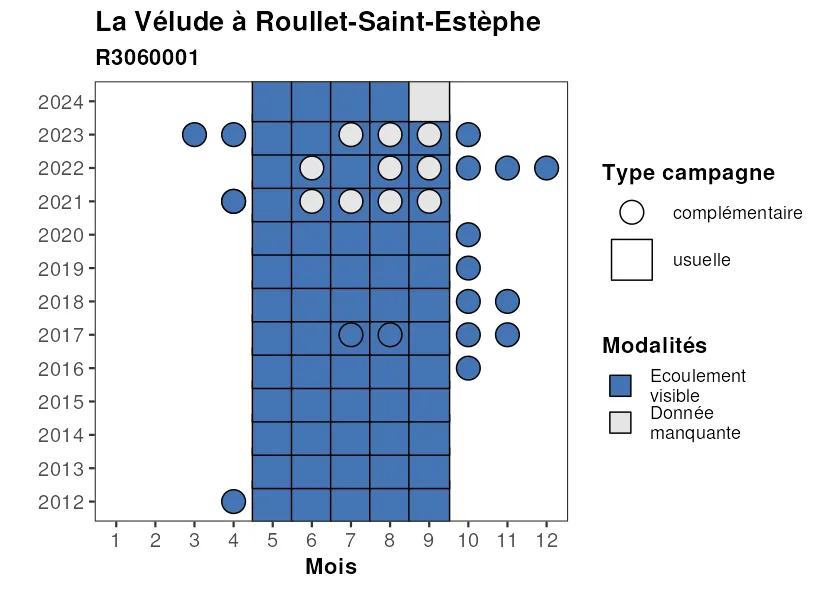 La Vélude à Roullet-Saint-Estèphe
R3060001
2024
2023
2022
2021
2020
2019
2018
2017
2016
2015
2014
2013
2012
1 2 3 4 5 6 7 8 9 10 11 12
Mois
Type campagne
complémentaire
usuelle
Modalités
Ecoulement
visible
Donnée
manquante